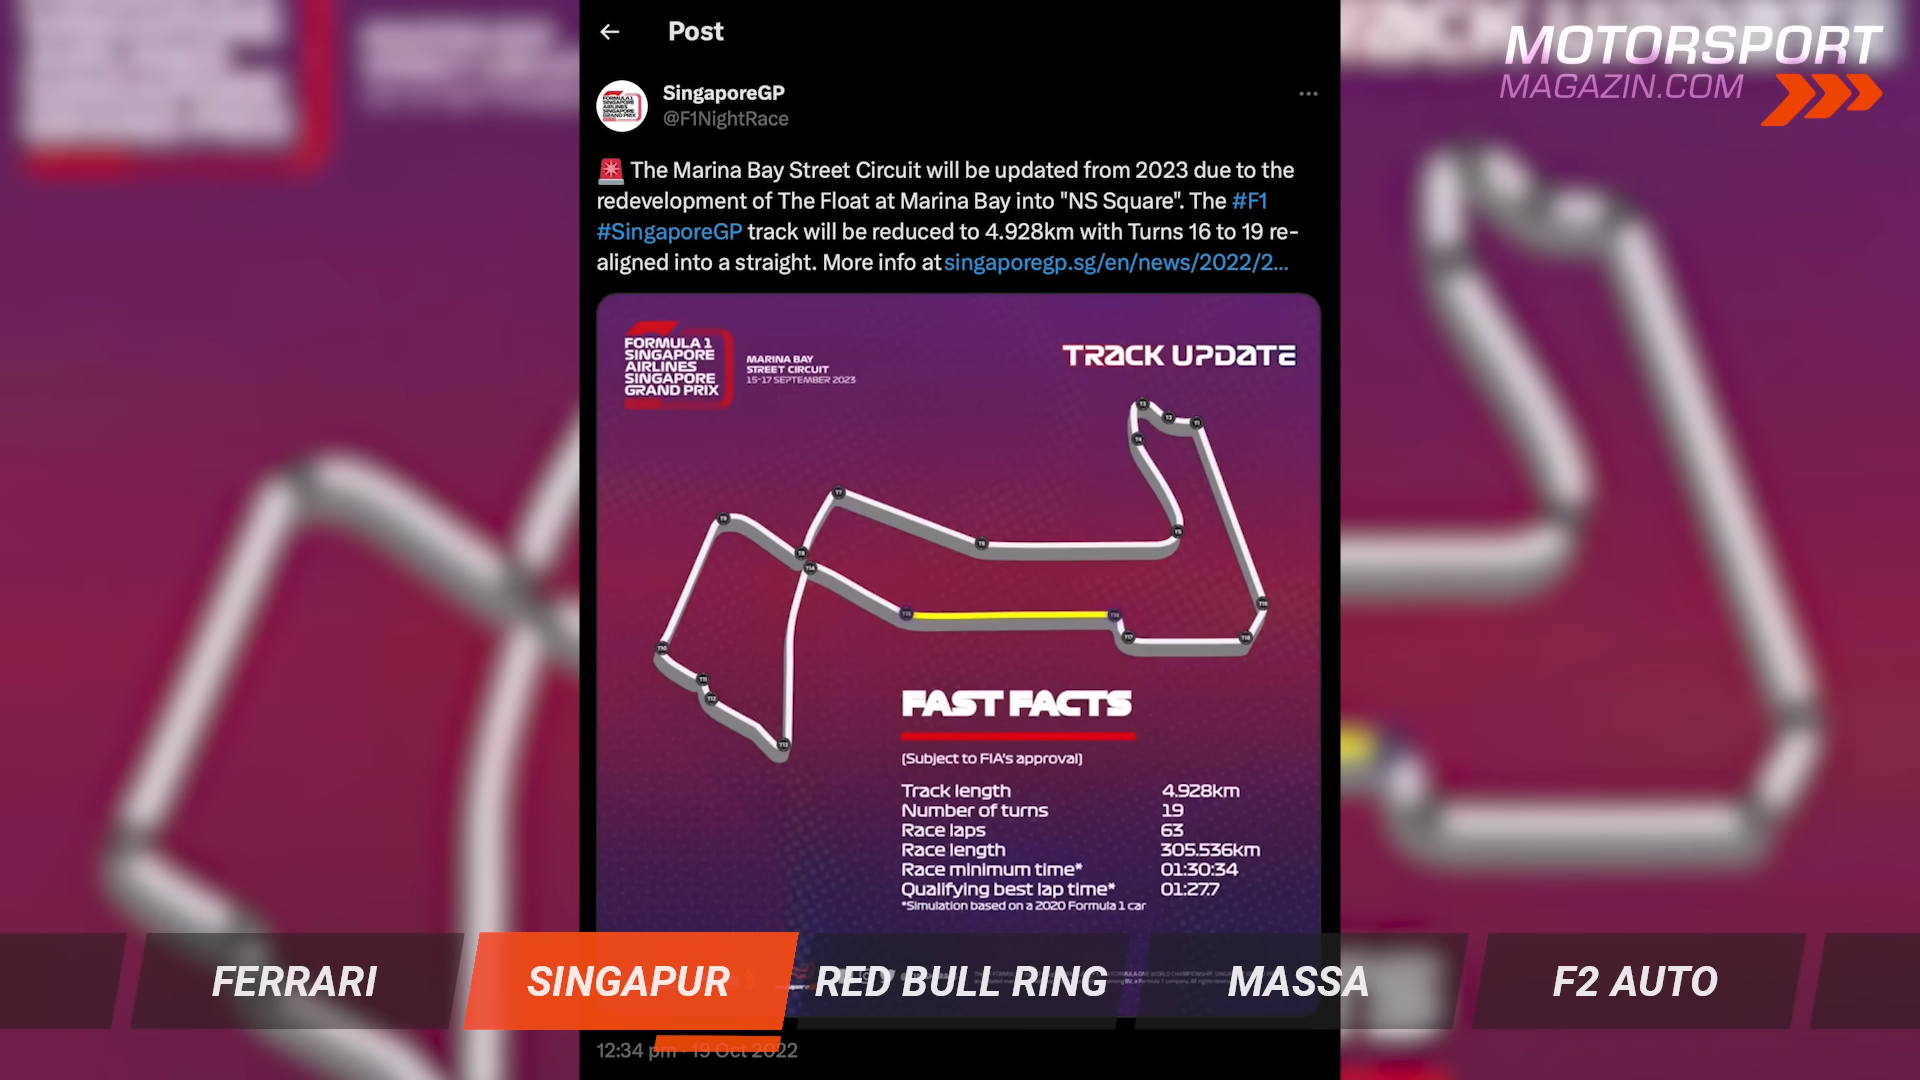 MOTORSPORT
MAGAZIN.COM
Post
SingaporeGP
@F1NightRace
🚨 The Marina Bay Street Circuit will be updated from 2023 due to the
redevelopment of The Float at Marina Bay into "NS Square". The #F1
#SingaporeGP track will be reduced to 4.928km with Turns 16 to 19 re-
aligned into a straight. More info at singaporegp.sg/en/news/2022/2...
FORMULA 1
SINGAPORE
AIRLINES
SINGAPORE
GRAND PRIX
MARINA BAY
STREET CIRCUIT
15-17 SEPTEMBER 2023
TRACK UPDATE
FAST FACTS
(Subject to FIA's approval)
Track length 4.928km
Number of turns 19
Race laps 63
Race length 305.536km
Race minimum time* 01:30:34
Qualifying best lap time* 01:27.7
*Simulation based on a 2020 Formula 1 car
FERRARI
SINGAPUR
RED BULL RING
MASSA
F2 AUTO
12:34 pm · 19 Oct 2022